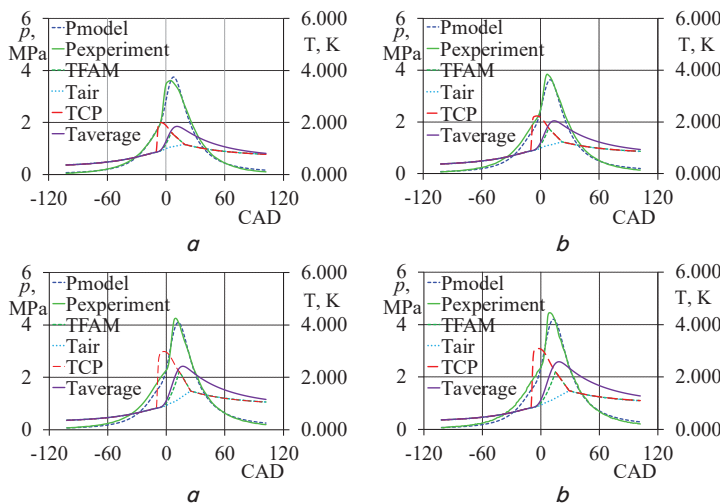 6
p,
MPa
4
2
0
Pmodel
Pexperiment
TFAM
Tair
TCP
Taverage
6.000
T, K
4.000
2.000
0.000
-120 -60 0 60 120
CAD
a
6
p,
MPa
4
2
0
Pmodel
Pexperiment
TFAM
Tair
TCP
Taverage
6.000
T, K
4.000
2.000
0.000
-120 -60 0 60 120
CAD
b
6
p,
MPa
4
2
0
Pmodel
Pexperiment
TFAM
Tair
TCP
Taverage
6.000
T, K
4.000
2.000
0.000
-120 -60 0 60 120
CAD
a
6
p,
MPa
4
2
0
Pmodel
Pexperiment
TFAM
Tair
TCP
Taverage
6.000
T, K
4.000
2.000
0.000
-120 -60 0 60 120
CAD
b